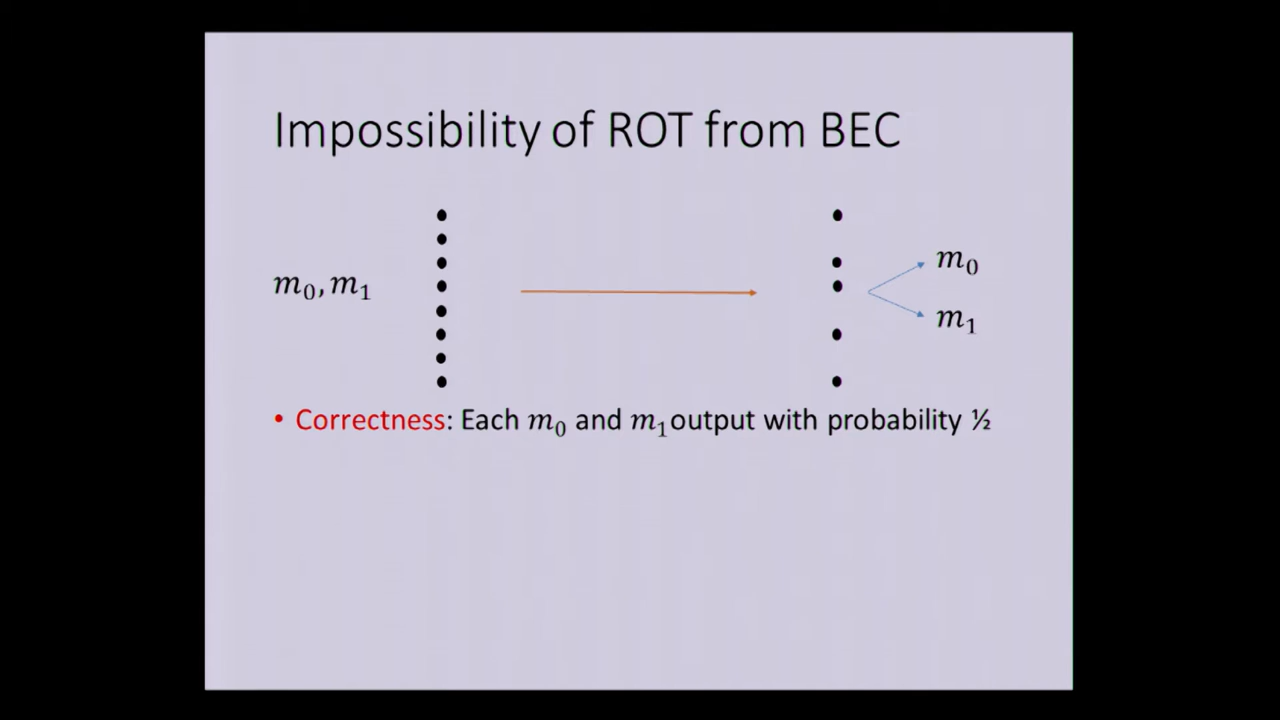 Impossibility of ROT from BEC
m₀, m₁
m₀
m₁
• Correctness: Each m₀ and m₁ output with probability ½